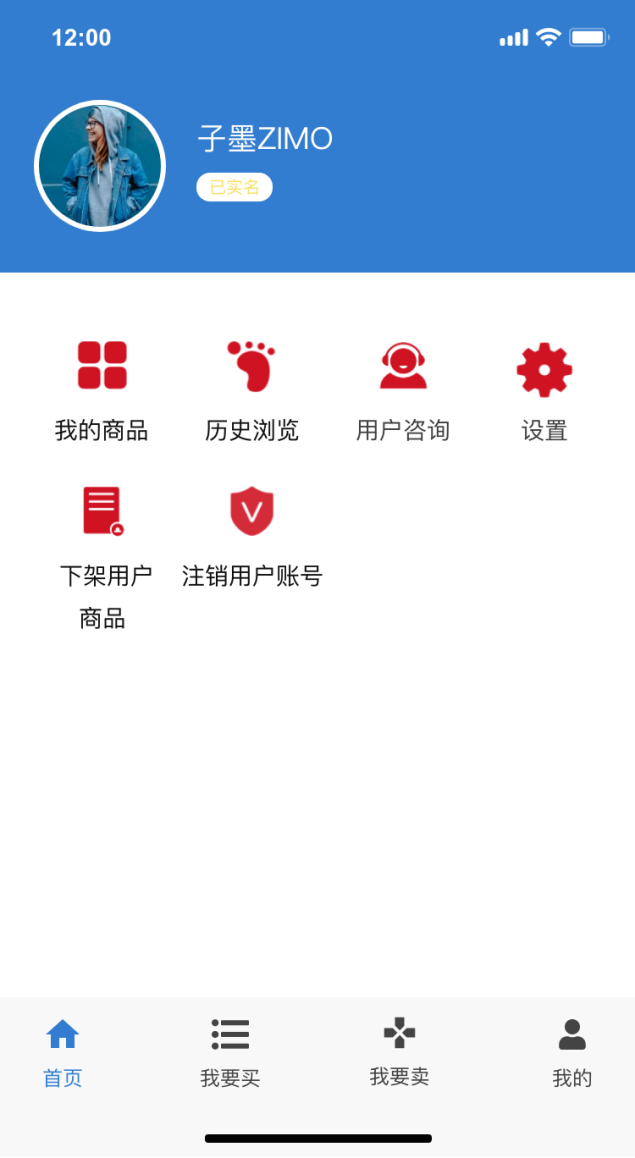 12:00
子墨ZIMO
已实名
我的商品
历史浏览
用户咨询
设置
下架用户
商品
注销用户账号
首页
我要买
我要卖
我的